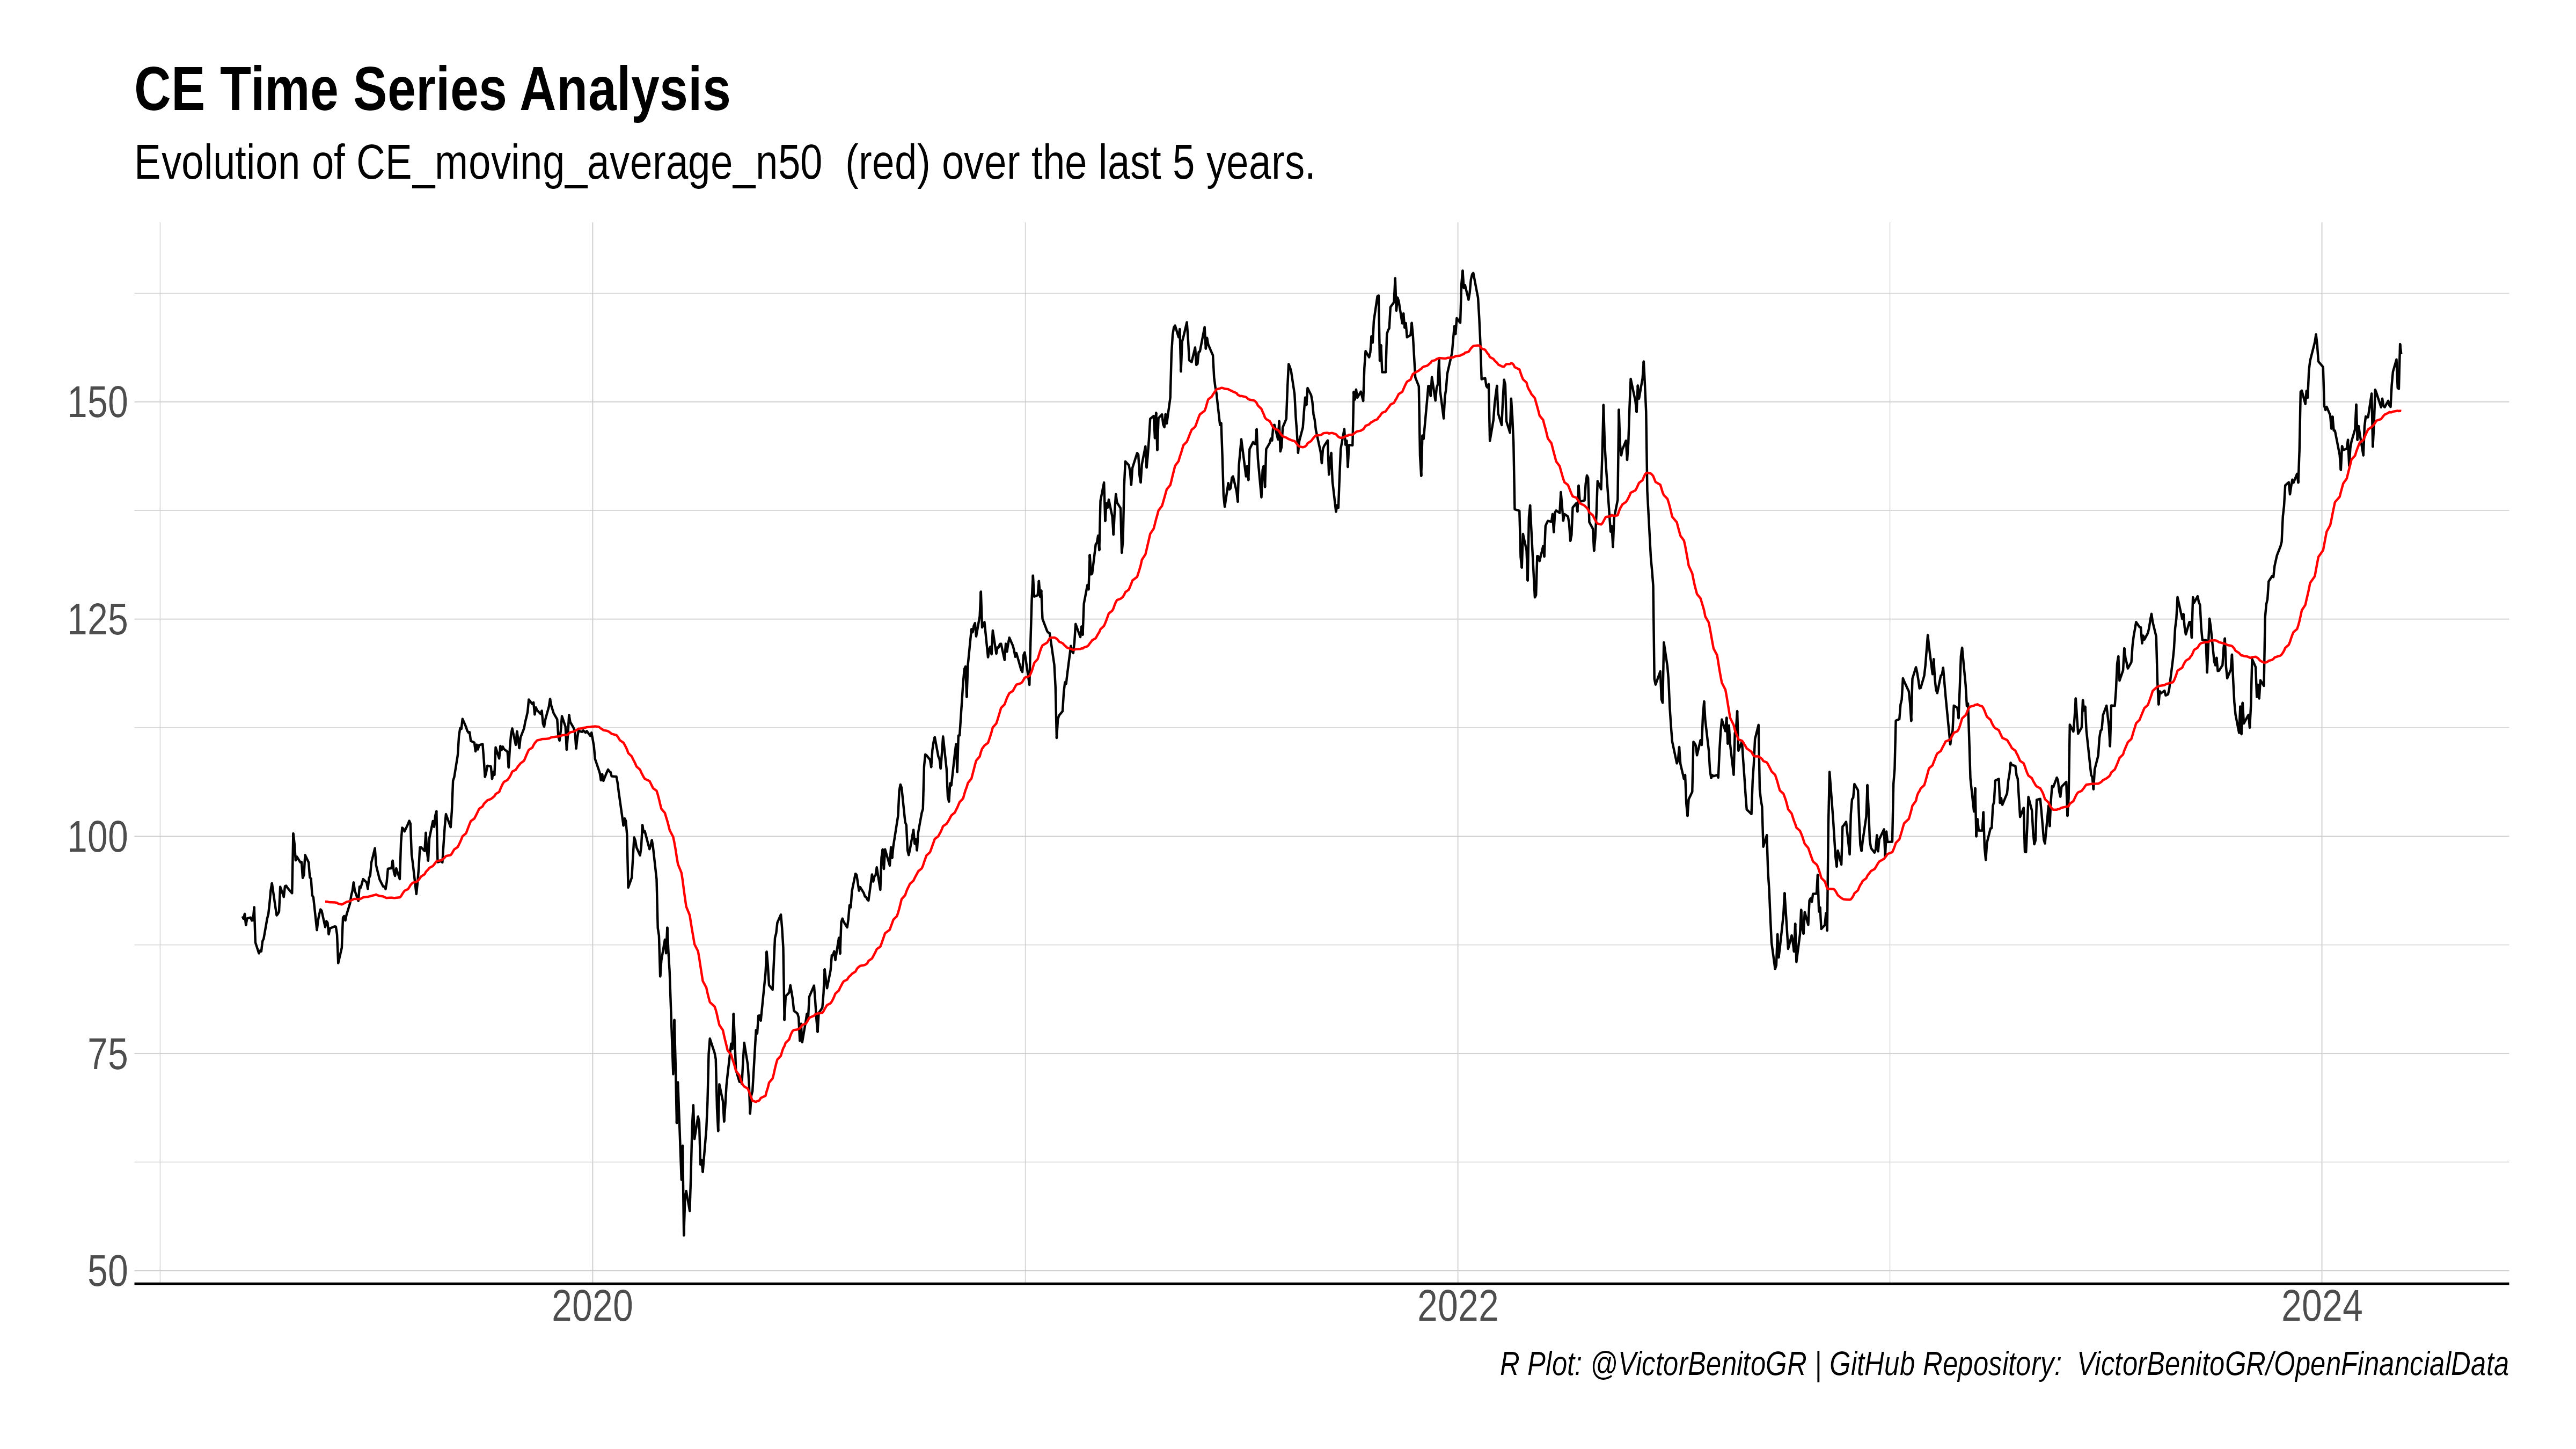 CE Time Series Analysis
Evolution of CE_moving_average_n50  (red) over the last 5 years.
150
125
100
75
50
2020 2022 2024
R Plot: @VictorBenitoGR | GitHub Repository:  VictorBenitoGR/OpenFinancialData